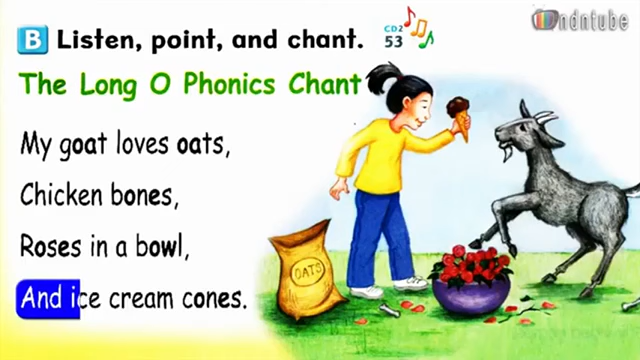 B Listen, point, and chant. CD2 53
ndntube
The Long O Phonics Chant
My goat loves oats,
Chicken bones,
Roses in a bowl,
And ice cream cones.
OATS